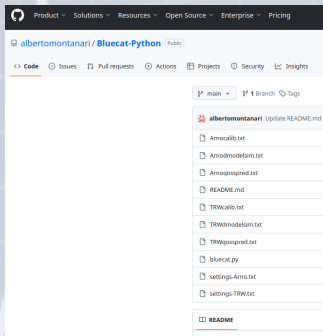 Product Solutions Resources Open Source Enterprise Pricing
albertomontanari / Bluecat-Python Public
Code Issues Pull requests Actions Projects Security Insights
main 1 Branch Tags
albertomontanari Update README.md
Arnocalib.txt
Arnodmodelsim.txt
Arnoqosspred.txt
README.md
TRWcalib.txt
TRWdmodelsim.txt
TRWqosspred.txt
bluecat.py
settings-Arno.txt
settings-TRW.txt
README